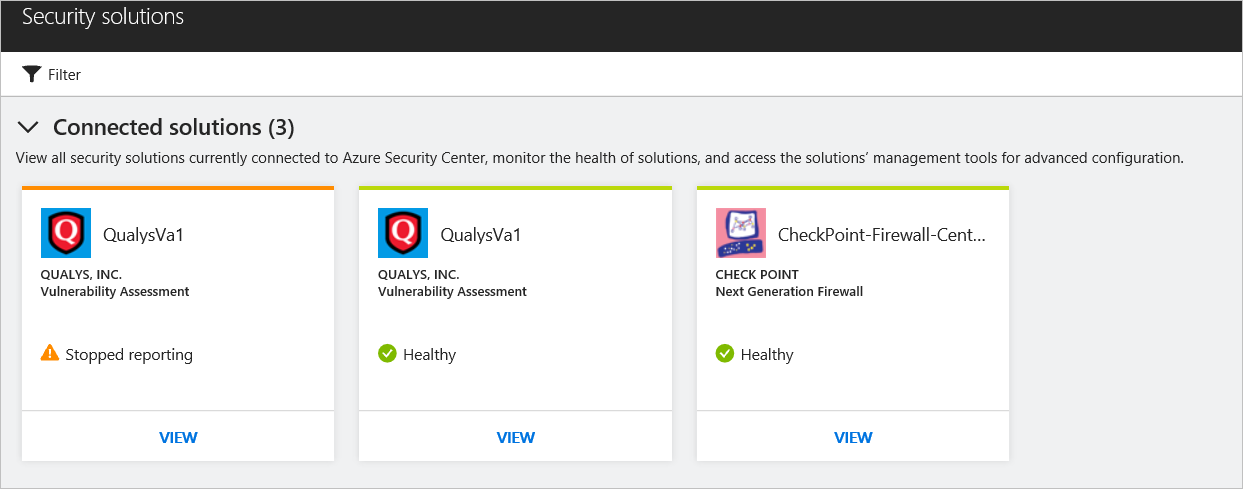 Security solutions
Filter
Connected solutions (3)
View all security solutions currently connected to Azure Security Center, monitor the health of solutions, and access the solutions’ management tools for advanced configuration.
Q
QualysVa1
QUALYS, INC.
Vulnerability Assessment
Stopped reporting
VIEW
Q
QualysVa1
QUALYS, INC.
Vulnerability Assessment
Healthy
VIEW
CheckPoint-Firewall-Cent...
CHECK POINT
Next Generation Firewall
Healthy
VIEW